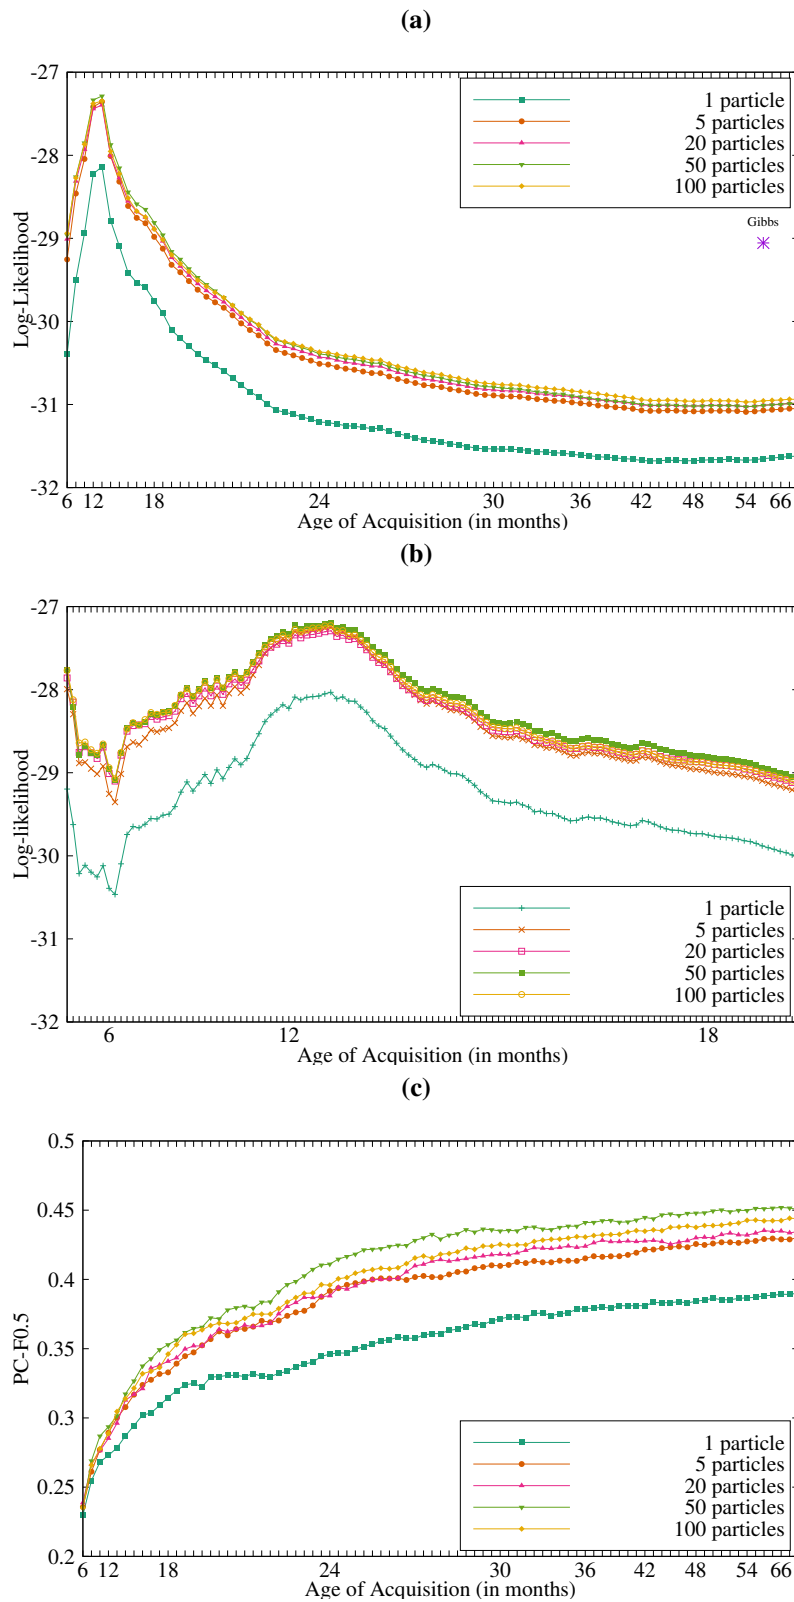 (a)
-27
-28
-29
-30
-31
-32
Log-Likelihood
1 particle
5 particles
20 particles
50 particles
100 particles
Gibbs
6 12 18 24 30 36 42 48 54 66
Age of Acquisition (in months)
(b)
-27
-28
-29
-30
-31
-32
Log-likelihood
1 particle
5 particles
20 particles
50 particles
100 particles
6 12 18
Age of Acquisition (in months)
(c)
0.5
0.45
0.4
0.35
0.3
0.25
0.2
PC-F0.5
1 particle
5 particles
20 particles
50 particles
100 particles
6 12 18 24 30 36 42 48 54 66
Age of Acquisition (in months)